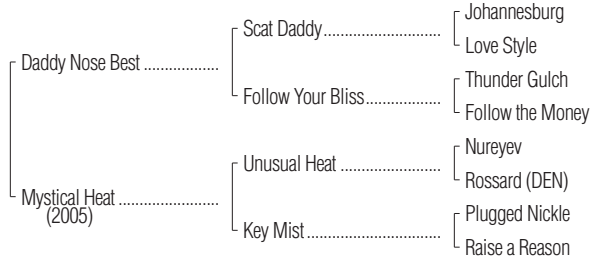 Johannesburg
Scat Daddy
Love Style
Daddy Nose Best
Thunder Gulch
Follow Your Bliss
Follow the Money
Nureyev
Unusual Heat
Rossard (DEN)
Mystical Heat
(2005)
Plugged Nickle
Key Mist
Raise a Reason